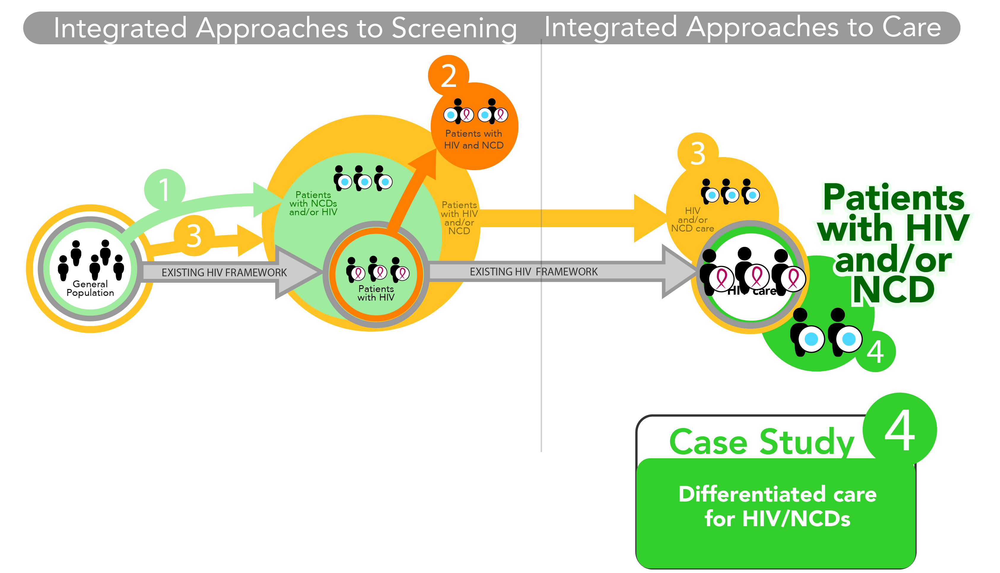 Integrated Approaches to Screening
Integrated Approaches to Care
2
Patients with
HIV and NCD
1
Patients
with NCDs
and/or HIV
3
Patients
with HIV
and/or
NCD
General
Population
EXISTING HIV FRAMEWORK
Patients
with HIV
EXISTING HIV FRAMEWORK
3
HIV
and/or
NCD care
HIV care
Patients
with HIV
and/or
NCD
4
Case Study
4
Differentiated care
for HIV/NCDs